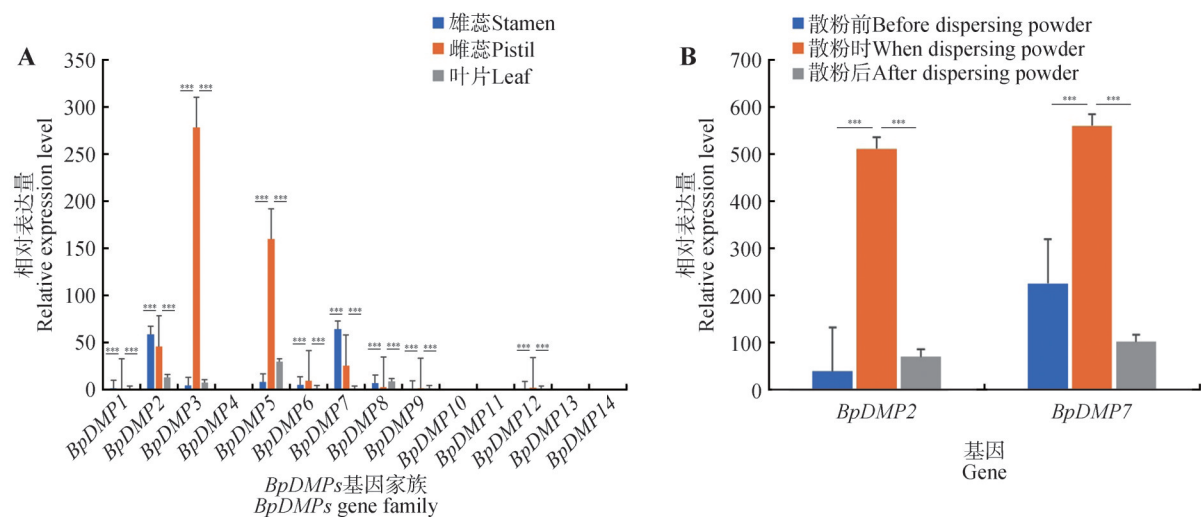 A
雄蕊Stamen
雌蕊Pistil
叶片Leaf
350
300
250
200
150
100
50
0
相对表达量
Relative expression level
*** ***
*** ***
*** ***
*** ***
*** ***
*** ***
*** ***
*** ***
*** ***
BpDMP1
BpDMP2
BpDMP3
BpDMP4
BpDMP5
BpDMP6
BpDMP7
BpDMP8
BpDMP9
BpDMP10
BpDMP11
BpDMP12
BpDMP13
BpDMP14
BpDMPs基因家族
BpDMPs gene family
B
散粉前Before dispersing powder
散粉时When dispersing powder
散粉后After dispersing powder
700
600
500
400
300
200
100
0
相对表达量
Relative expression level
*** ***
*** ***
BpDMP2
BpDMP7
基因
Gene